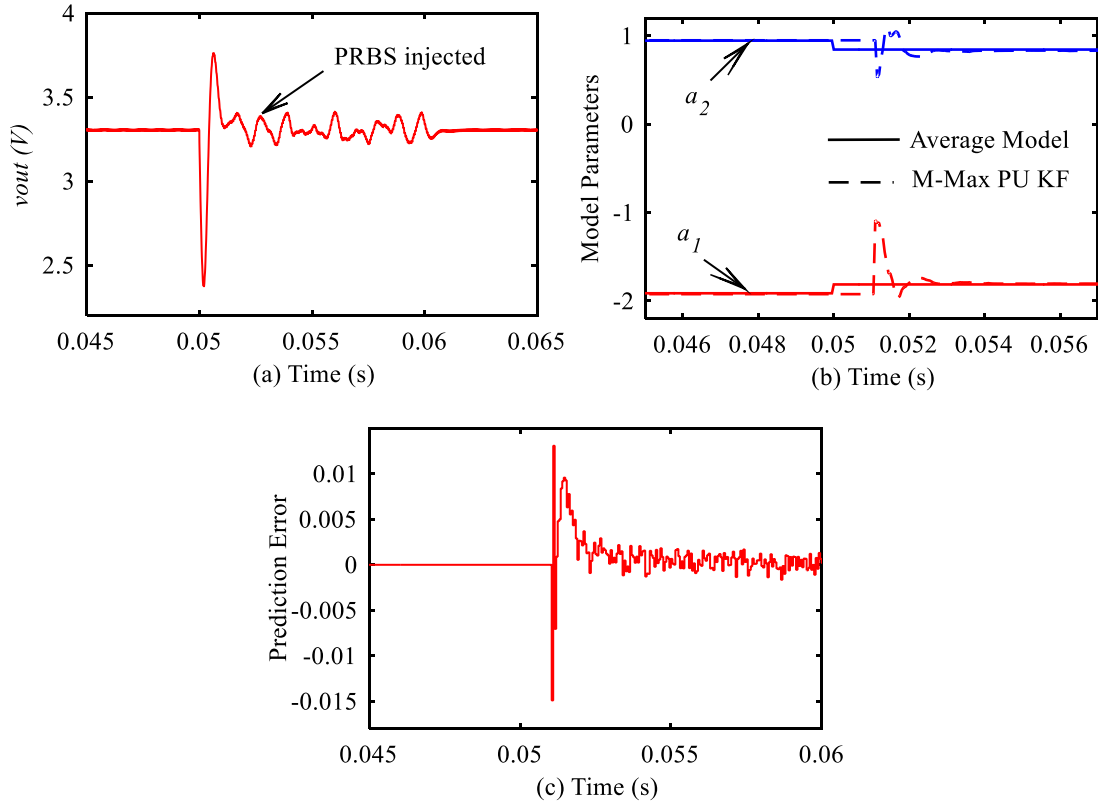 4
3.5
3
2.5
vout (V)
PRBS injected
0.045
0.05
0.055
0.06
0.065
(a) Time (s)
1
0
-1
-2
Model Parameters
a2
Average Model
M-Max PU KF
a1
0.046
0.048
0.05
0.052
0.054
0.056
(b) Time (s)
0.01
0.005
0
-0.005
-0.01
-0.015
Prediction Error
0.045
0.05
0.055
0.06
(c) Time (s)